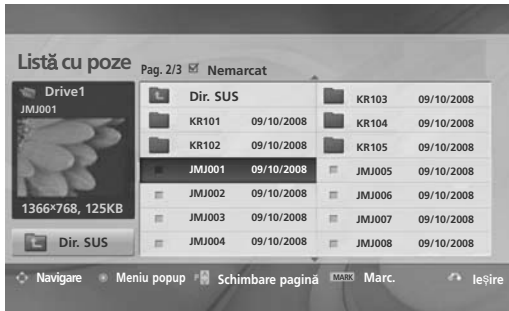 Listă cu poze
Pag. 2/3 Nemarcat
Drive1
JMJ001
1366×768, 125KB
Dir. SUS
Dir. SUS
KR101 09/10/2008
KR102 09/10/2008
JMJ001 09/10/2008
JMJ002 09/10/2008
JMJ003 09/10/2008
JMJ004 09/10/2008
KR103 09/10/2008
KR104 09/10/2008
KR105 09/10/2008
JMJ005 09/10/2008
JMJ006 09/10/2008
JMJ007 09/10/2008
JMJ008 09/10/2008
Navigare Meniu popup P Schimbare pagină MARK Marc. Ieşire